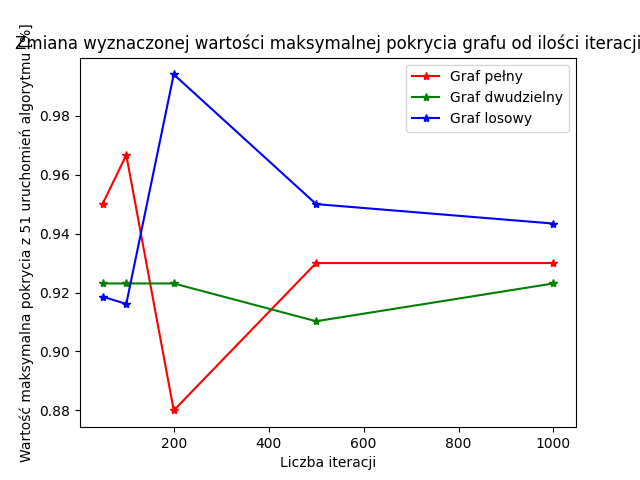 Zmiana wyznaczonej wartości maksymalnej pokrycia grafu od ilości iteracji
Wartość maksymalna pokrycia z 51 uruchomień algorytmu [%]
Graf pełny
Graf dwudzielny
Graf losowy
0.98
0.96
0.94
0.92
0.90
0.88
200
400
600
800
1000
Liczba iteracji